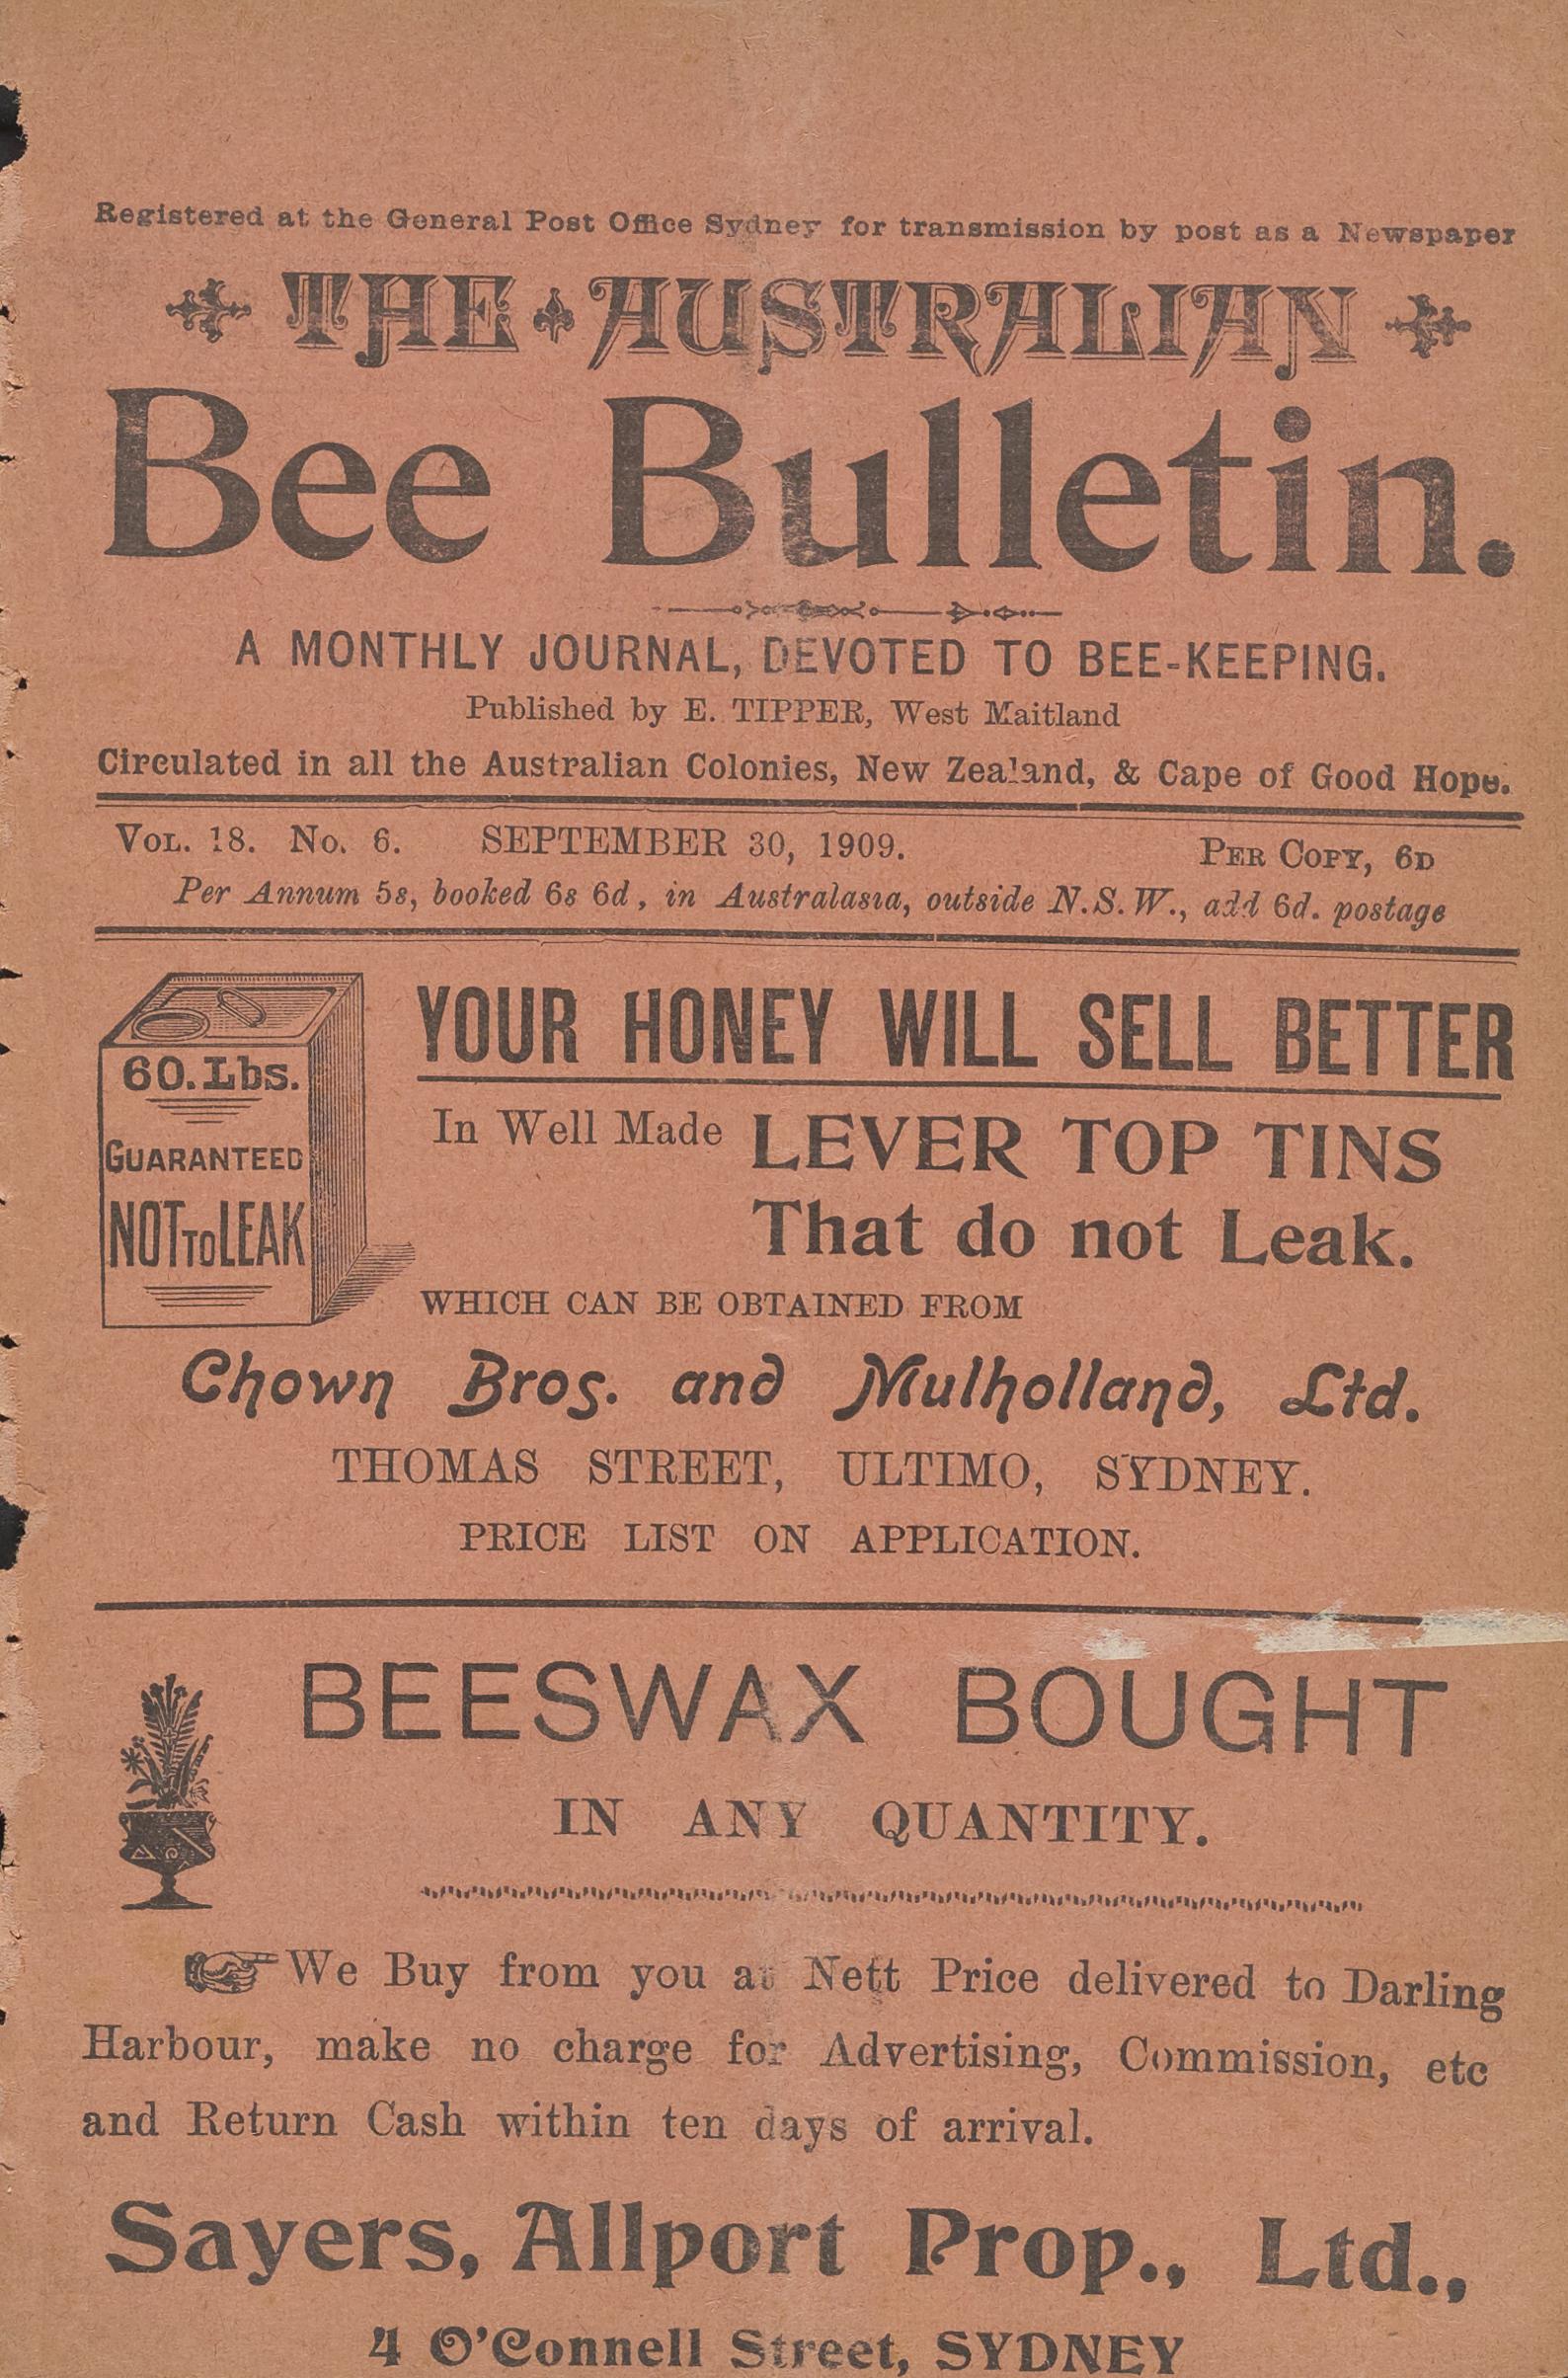 Registered at the General Post Office Sydney for transmission by post as a Newspaper
THE AUSTRALIAN
Bee Bulletin.
A MONTHLY JOURNAL, DEVOTED TO BEE-KEEPING.
Published by E. TIPPER, West Maitland
Circulated in all the Australian Colonies, New Zealand, & Cape of Good Hope.
VOL. 18. No. 6. SEPTEMBER 30, 1909. PER COPY, 6D
Per Annum 5s, booked 6s 6d, in Australasia, outside N.S.W., add 6d. postage
60. Lbs.
GUARANTEED
NOT TO LEAK
YOUR HONEY WILL SELL BETTER
In Well Made LEVER TOP TINS
That do not Leak.
WHICH CAN BE OBTAINED FROM
Chown Bros. and Mulholland, Ltd.
THOMAS STREET, ULTIMO, SYDNEY.
PRICE LIST ON APPLICATION.
BEESWAX BOUGHT
IN ANY QUANTITY.
We Buy from you at Nett Price delivered to Darling
Harbour, make no charge for Advertising, Commission, etc
and Return Cash within ten days of arrival.
Sayers, Allport Prop., Ltd.,
4 O'Connell Street, SYDNEY